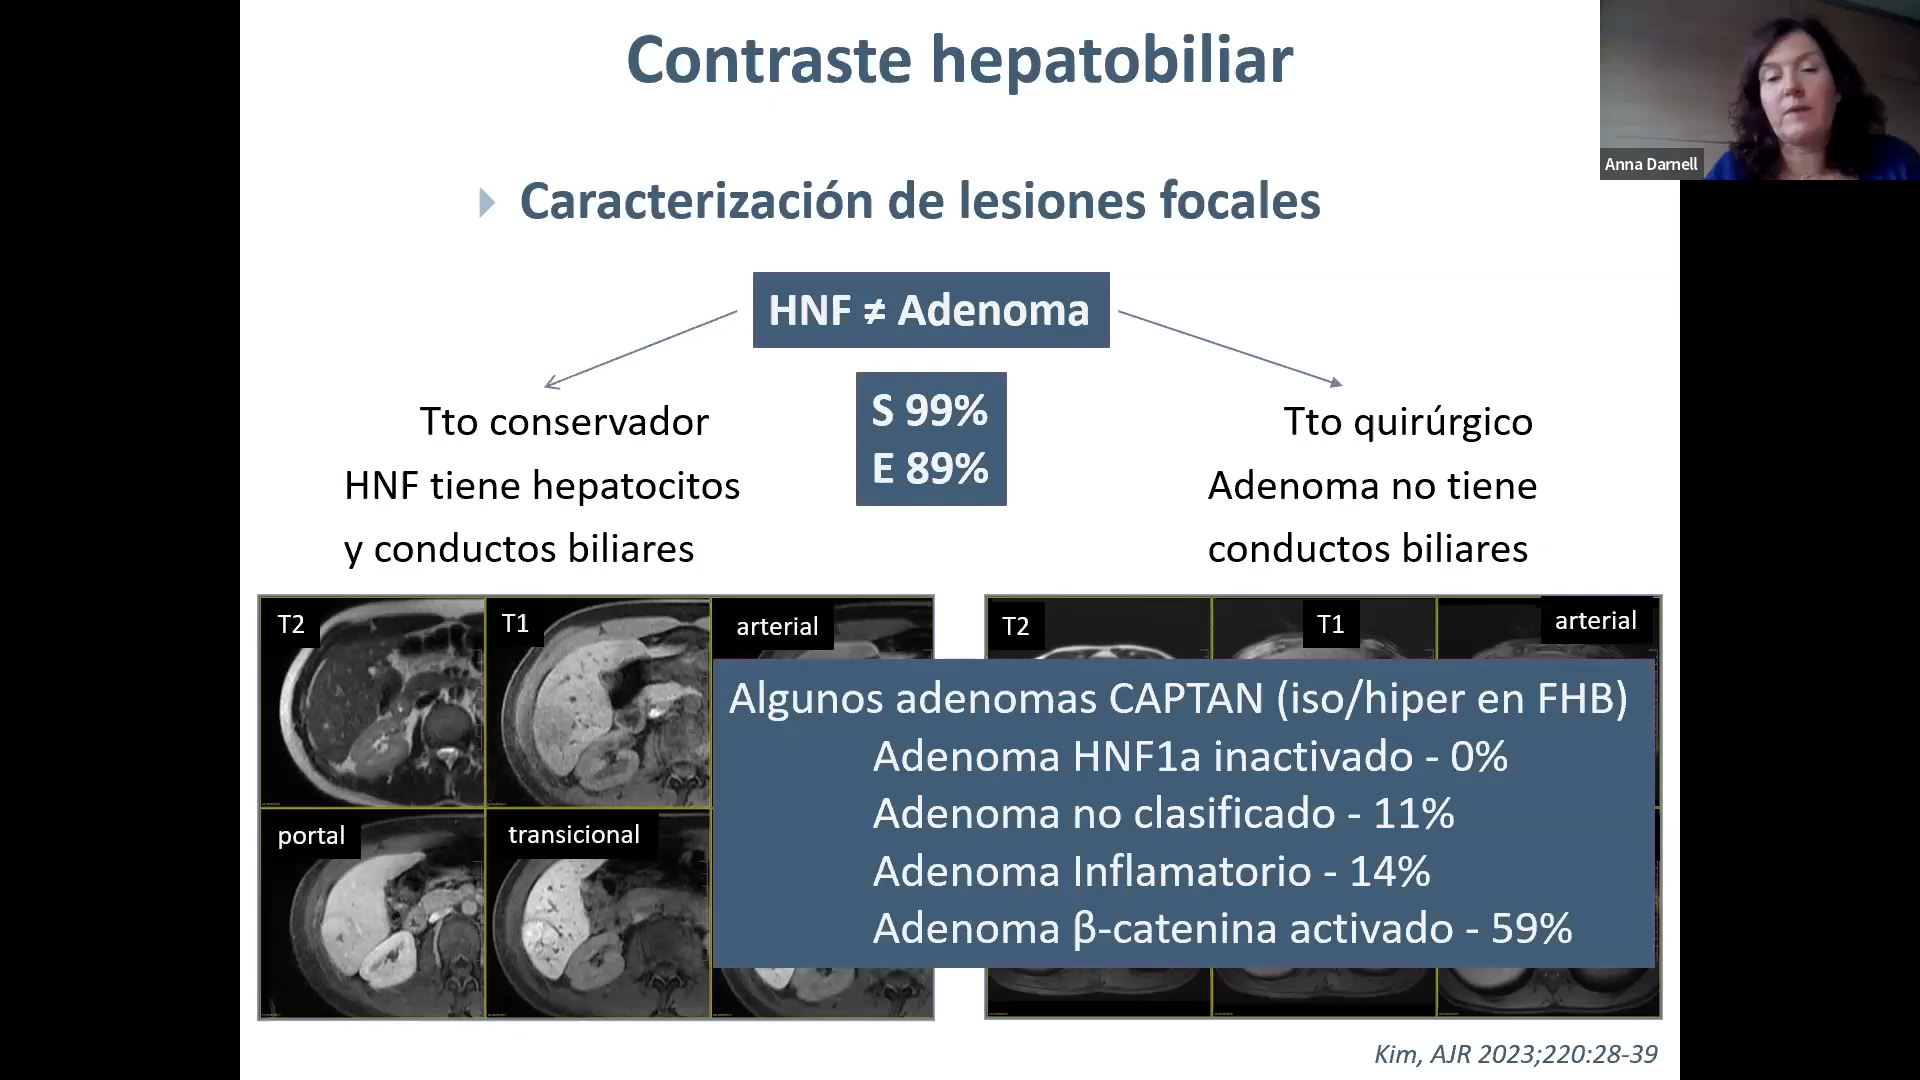 Contraste hepatobiliar
Anna Darnell
Caracterización de lesiones focales
HNF ≠ Adenoma
S 99%
E 89%
Tto conservador
HNF tiene hepatocitos
y conductos biliares
Tto quirúrgico
Adenoma no tiene
conductos biliares
T2
T1
arterial
portal
transicional
T2
T1
arterial
Algunos adenomas CAPTAN (iso/hiper en FHB)
Adenoma HNF1a inactivado - 0%
Adenoma no clasificado - 11%
Adenoma Inflamatorio - 14%
Adenoma β-catenina activado - 59%
Kim, AJR 2023;220:28-39